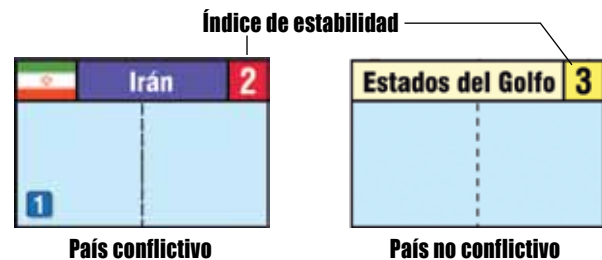 Índice de estabilidad
Irán 2
Estados del Golfo 3
1
País conflictivo
País no conflictivo